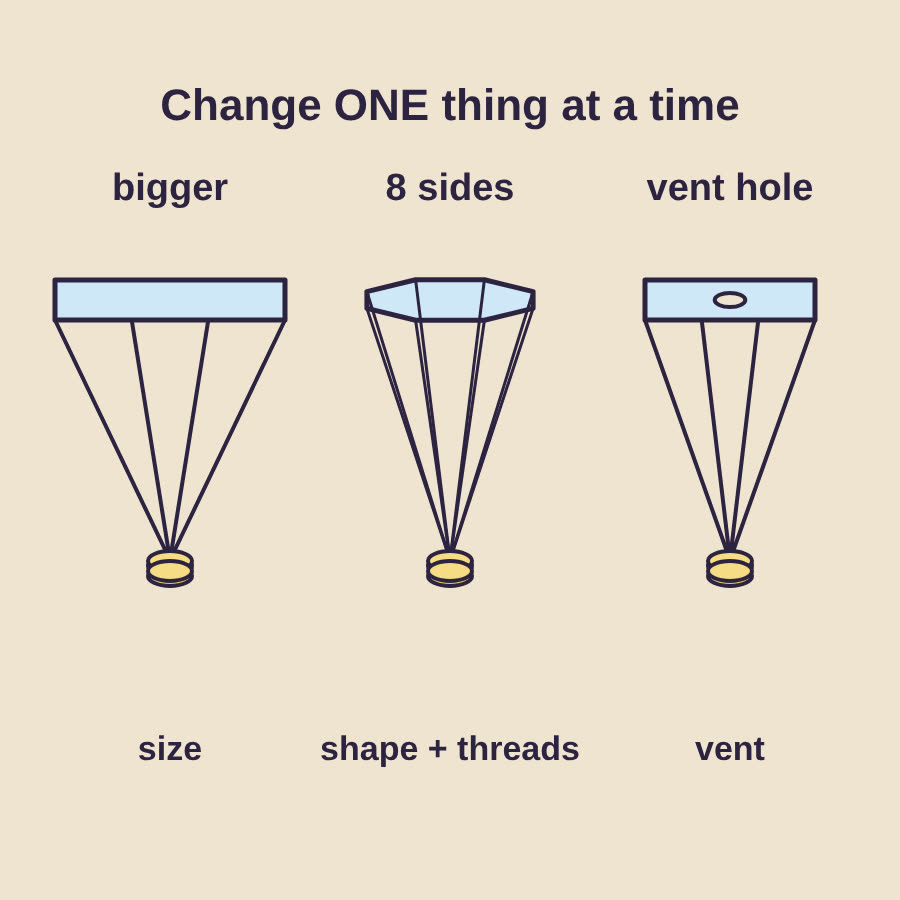 Change ONE thing at a time
bigger
8 sides
vent hole
size
shape + threads
vent